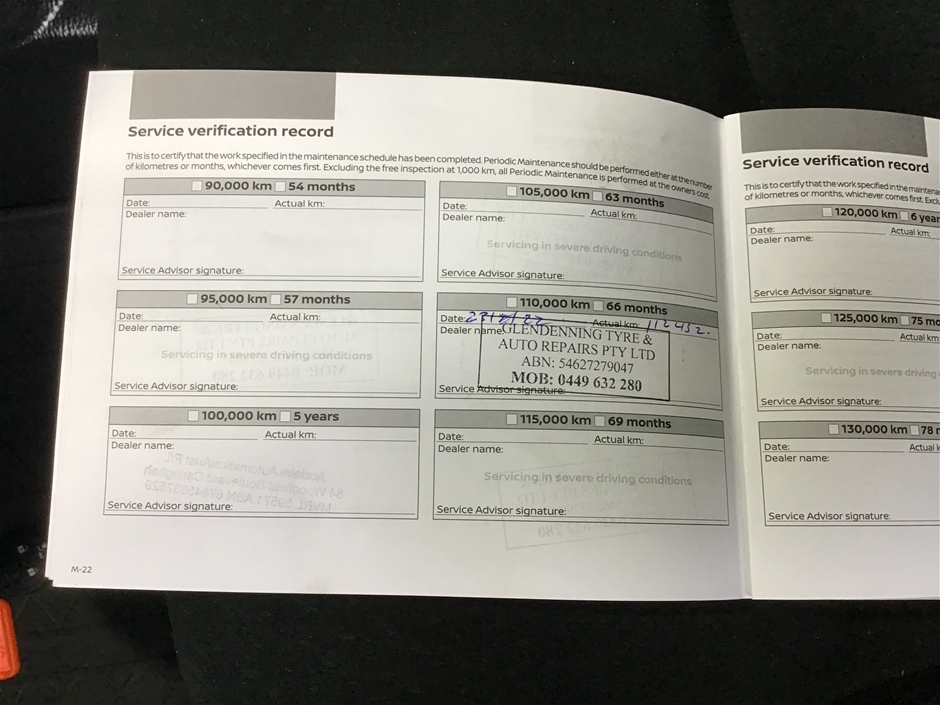 Service verification record
This is to certify that the work specified in the maintenance schedule has been completed. Periodic Maintenance should be performed either at the number
of kilometres or months, whichever comes first. Excluding the free inspection at 1,000 km, all Periodic Maintenance is performed at the owners cost.
90,000 km 54 months
Date: Actual km:
Dealer name:
Service Advisor signature:
105,000 km 63 months
Date: Actual km:
Dealer name:
Servicing in severe driving conditions
Service Advisor signature:
95,000 km 57 months
Date: Actual km:
Dealer name:
Servicing in severe driving conditions
Service Advisor signature:
110,000 km 66 months
Date: Actual km: 112432.
Dealer name:
GLENDENNING TYRE &
AUTO REPAIRS PTY LTD
ABN: 54627279047
MOB: 0449 632 280
Service Advisor signature:
100,000 km 5 years
Date: Actual km:
Dealer name:
Service Advisor signature:
115,000 km 69 months
Date: Actual km:
Dealer name:
Servicing in severe driving conditions
Service Advisor signature:
M-22
Service verification record
This is to certify that the work specified in the
of kilometres or months, whichever comes first.
120,000 km 6
Date: Actual km:
Dealer name:
Service Advisor signature:
125,000 km 75
Date: Actual km:
Dealer name:
Servicing in severe driving
Service Advisor signature:
130,000 km 78
Date: Actual
Dealer name:
Service Advisor signature: